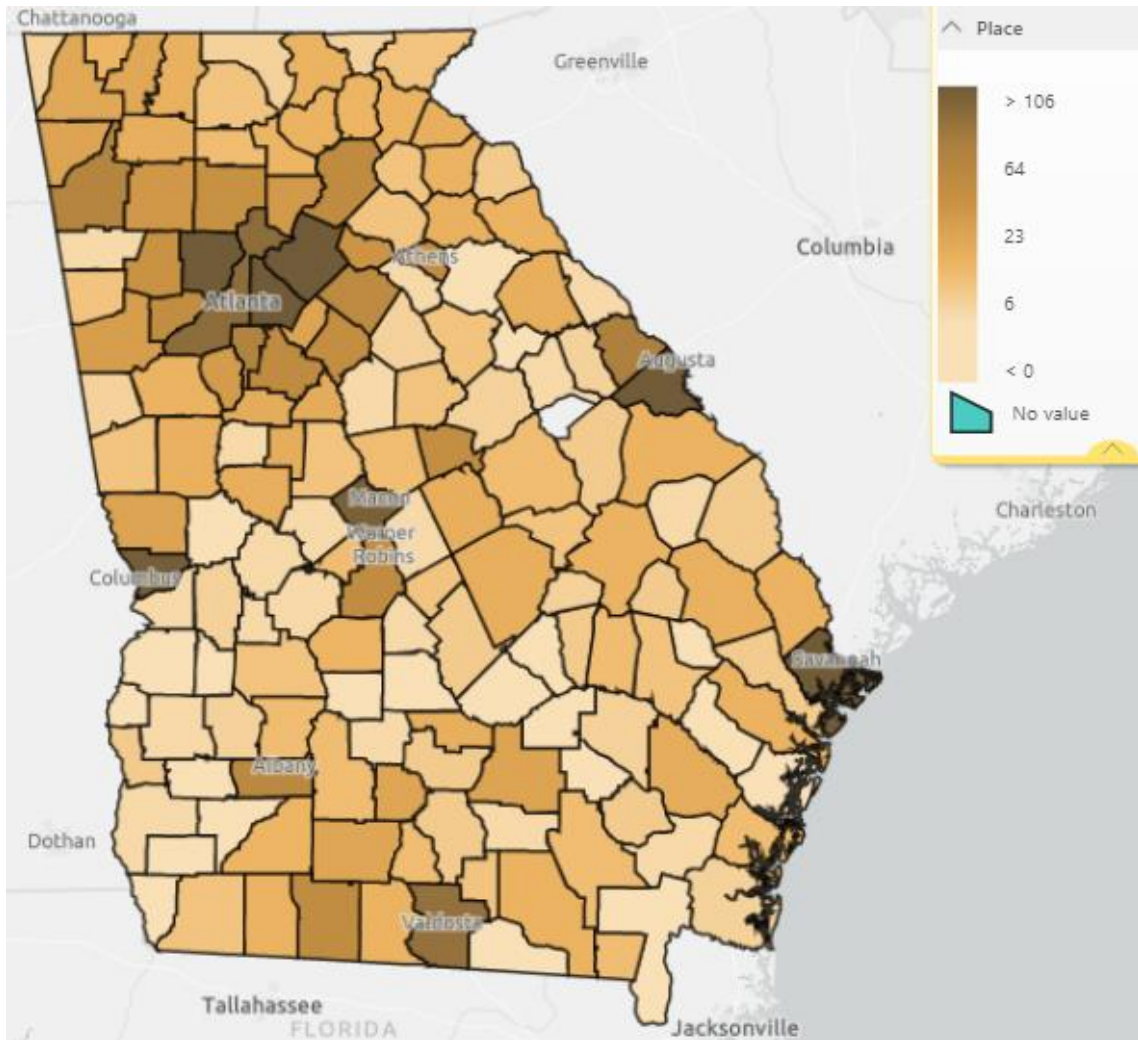 Chattanooga
Place
Greenville
> 106
64
23
Columbia
Athens
6
Atlanta
Augusta
< 0
No value
Macon
Charleston
Warner
Robins
Columbus
Savannah
Albany
Dothan
Valdosta
Tallahassee
FLORIDA
Jacksonville